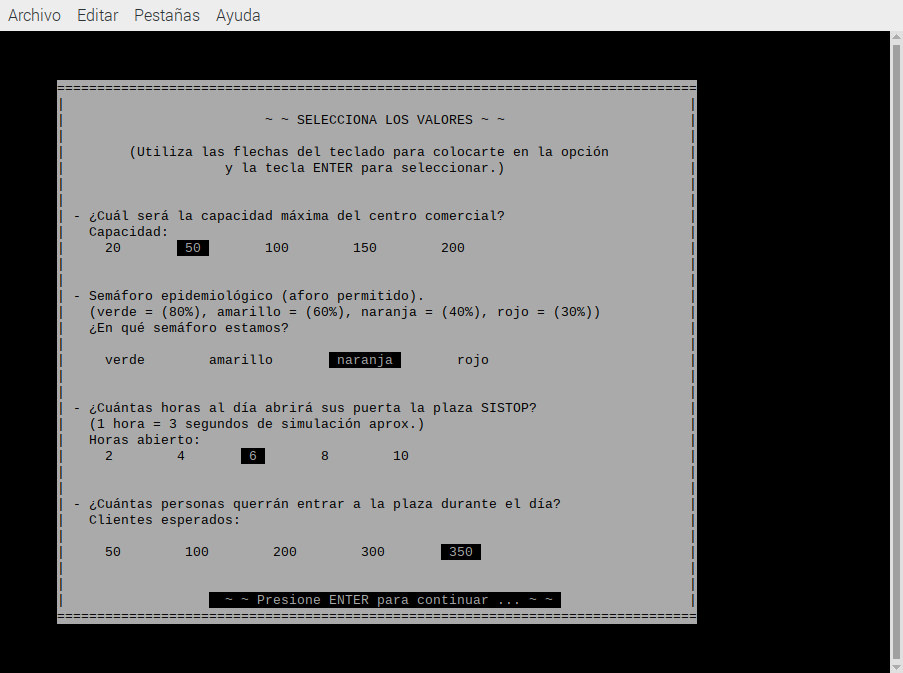 Archivo Editar Pestañas Ayuda
================================================================================
~ ~ SELECCIONA LOS VALORES ~ ~
(Utiliza las flechas del teclado para colocarte en la opción
y la tecla ENTER para seleccionar.)
- ¿Cuál será la capacidad máxima del centro comercial?
Capacidad:
20 50 100 150 200
- Semáforo epidemiológico (aforo permitido).
(verde = (80%), amarillo = (60%), naranja = (40%), rojo = (30%))
¿En qué semáforo estamos?
verde amarillo naranja rojo
- ¿Cuántas horas al día abrirá sus puerta la plaza SISTOP?
(1 hora = 3 segundos de simulación aprox.)
Horas abierto:
2 4 6 8 10
- ¿Cuántas personas querrán entrar a la plaza durante el día?
Clientes esperados:
50 100 200 300 350
~ ~ Presione ENTER para continuar ... ~ ~
================================================================================